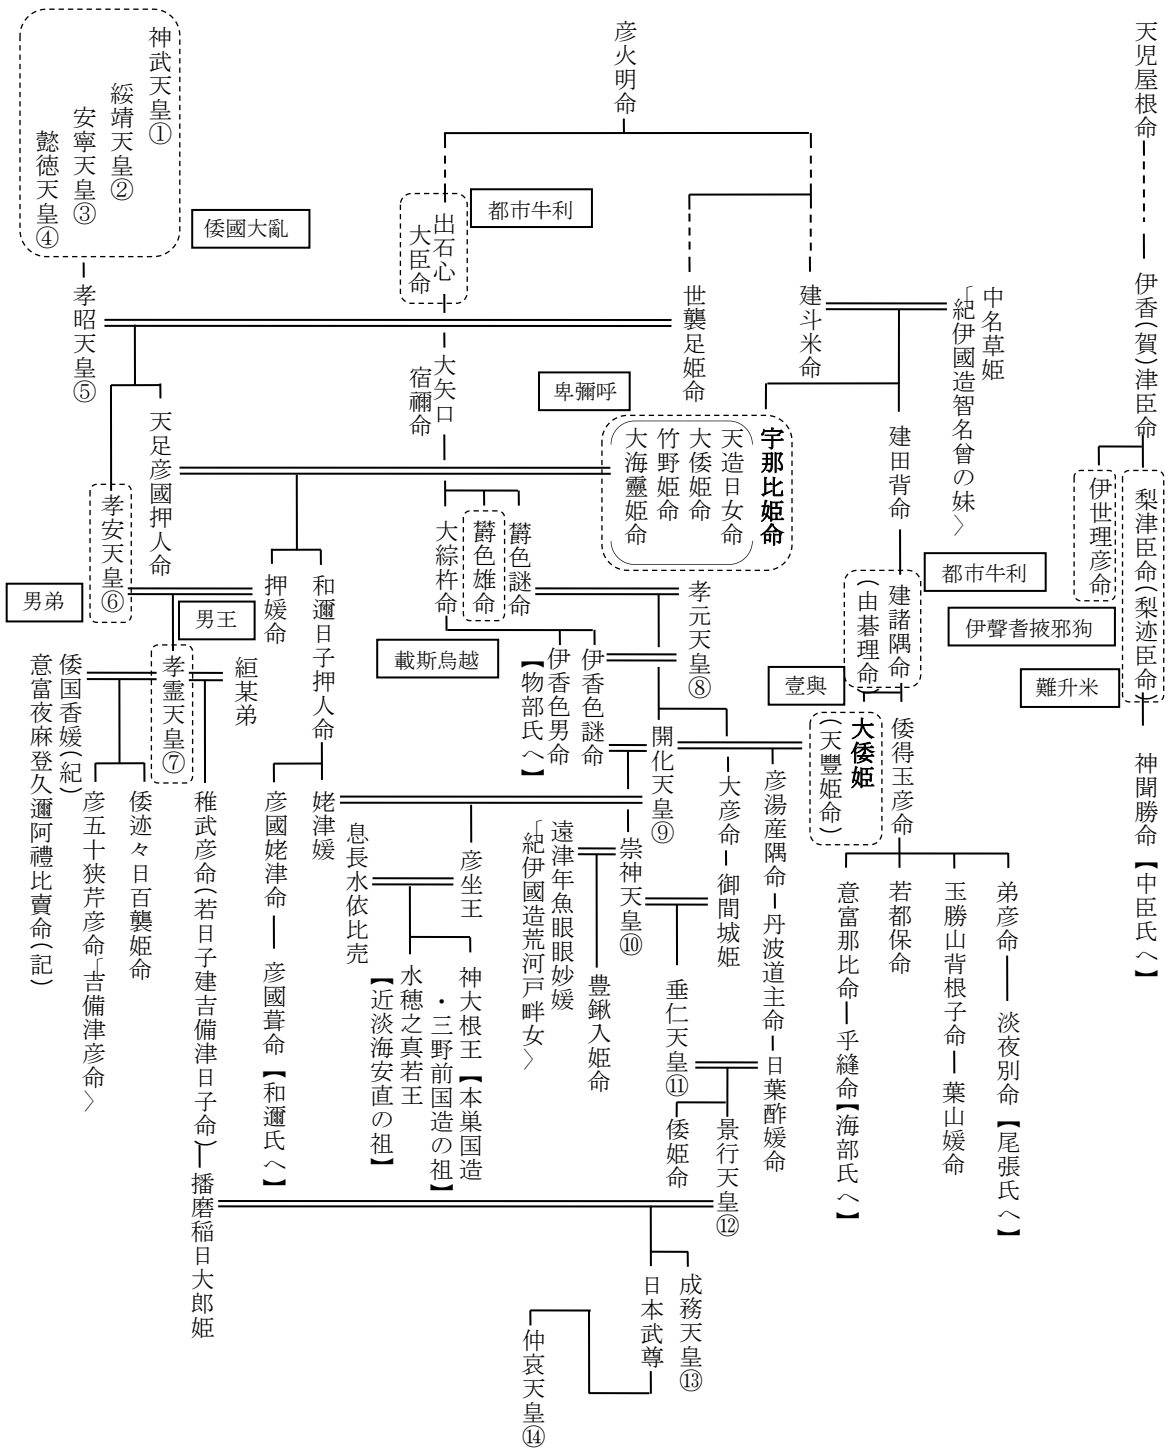 天児屋根命
伊香(賀)津臣命
梨津臣命(梨迹臣命)
伊世理彦命
難升米
神聞勝命【中臣氏へ】
彦火明命
中名草姫
〈紀伊國造智名曾の妹〉
建斗米命
世襲足姫命
都市牛利
出石心
大臣命
神武天皇①
綏靖天皇②
安寧天皇③
懿徳天皇④
倭國大亂
孝昭天皇⑤
大矢口
宿禰命
卑彌呼
宇那比姫命
天造日女命
大倭姫命
竹野姫命
大海靈姫命
建田背命
都市牛利
伊聲耆掖邪狗
建諸隅命
(由碁理命)
壹與
大倭姫
(天豐姫命)
倭得玉彦命
弟彦命
淡夜別命【尾張氏へ】
玉勝山背根子命
葉山媛命
若都保命
意富那比命
乎縫命【海部氏へ】
天足彦國押人命
孝安天皇⑥
男弟
男王
欝色謎命
欝色雄命
大綜杵命
孝元天皇⑧
載斯烏越
伊香色謎命
伊香色男命
【物部氏へ】
和邇日子押人命
押媛命
絙某弟
孝霊天皇⑦
倭国香媛(紀)
意富夜麻登久邇阿禮比賣命(記)
開化天皇⑨
大彦命
御間城姫
彦湯産隅命
丹波道主命
日葉酢媛命
姥津媛
彦國姥津命
彦國葺命【和邇氏へ】
稚武彦命(若日子建吉備津日子命)
播磨稲日大郎姫
倭迹々日百襲姫命
彦五十狭芹彦命〈吉備津彦命〉
彦坐王
息長水依比売
神大根王【本巣国造
・三野前国造の祖】
水穂之真若王
【近淡海安直の祖】
崇神天皇⑩
遠津年魚眼眼妙媛
〈紀伊國造荒河戸畔女〉
豊鍬入姫命
垂仁天皇⑪
景行天皇⑫
倭姫命
成務天皇⑬
日本武尊
仲哀天皇⑭